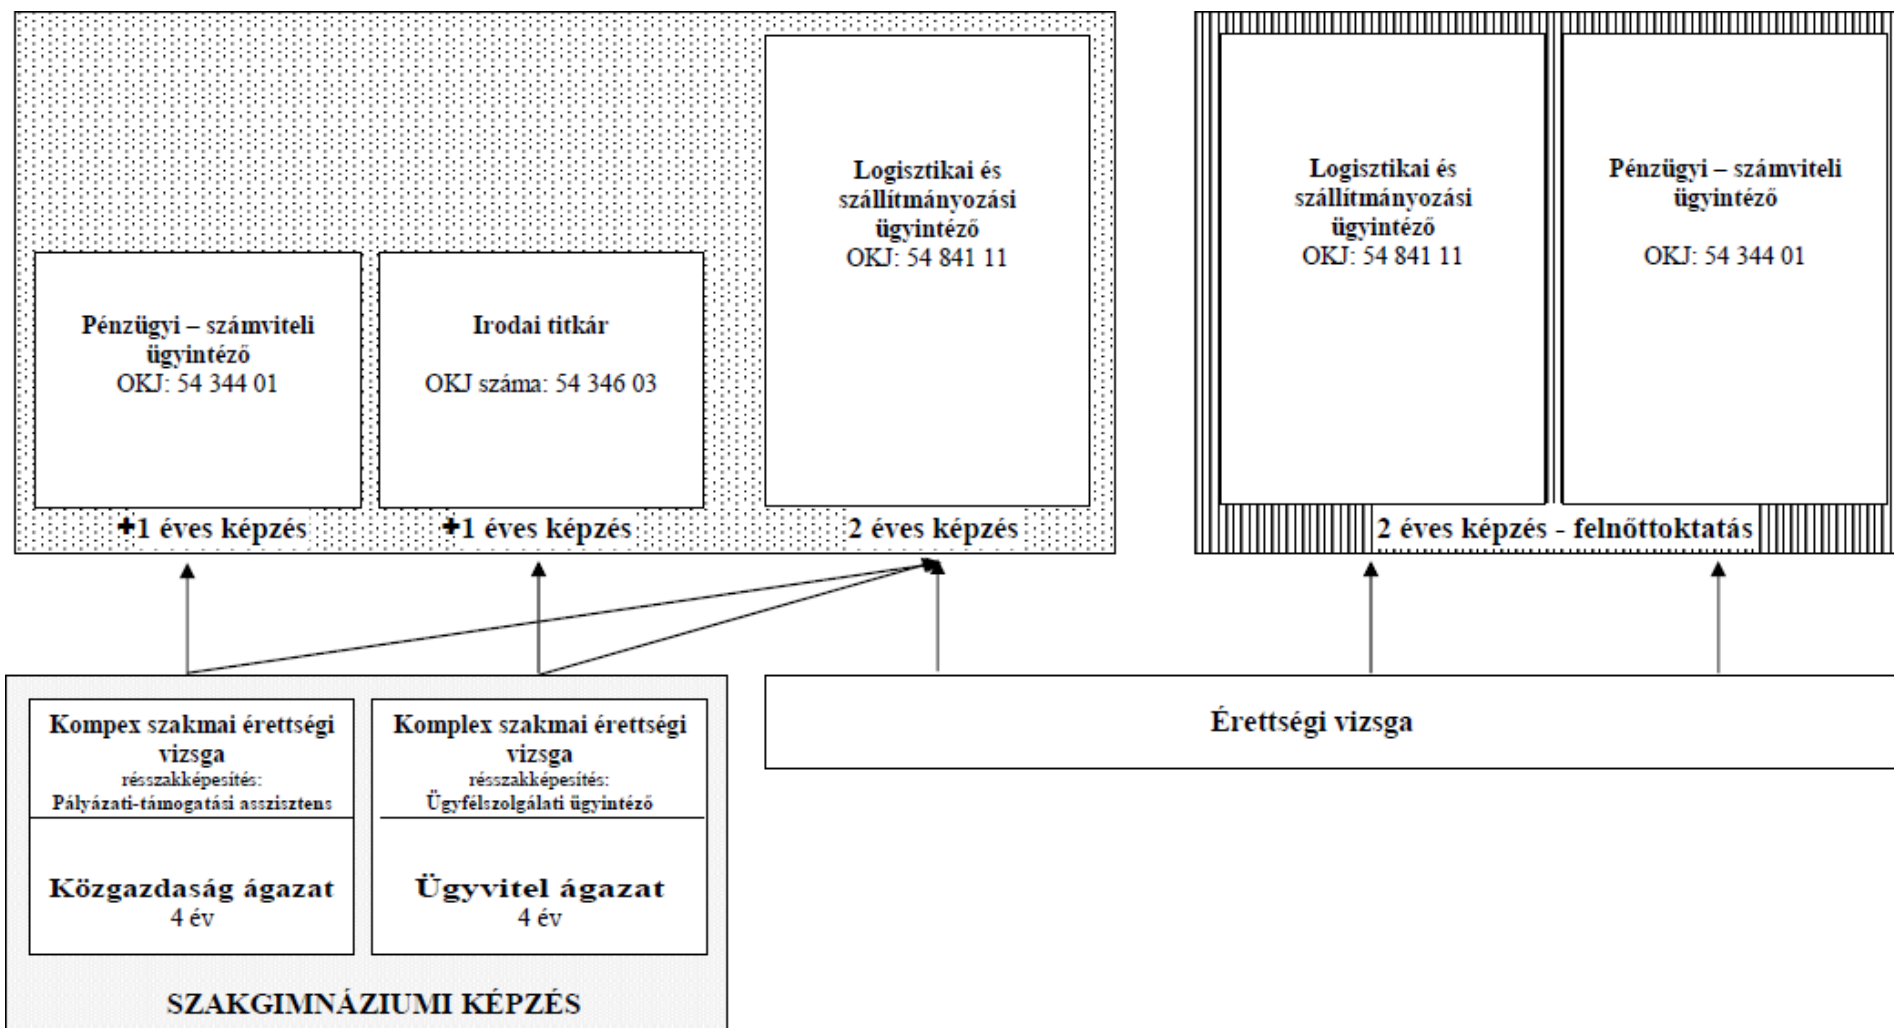 Logisztikai és
szállítmányozási
ügyintéző
OKJ: 54 841 11
Pénzügyi – számviteli
ügyintéző
OKJ: 54 344 01
Irodai titkár
OKJ száma: 54 346 03
+1 éves képzés
+1 éves képzés
2 éves képzés
Logisztikai és
szállítmányozási
ügyintéző
OKJ: 54 841 11
Pénzügyi – számviteli
ügyintéző
OKJ: 54 344 01
2 éves képzés - felnőttoktatás
Kompex szakmai érettségi
vizsga
résszakképesítés:
Pályázati-támogatási asszisztens
Közgazdaság ágazat
4 év
Komplex szakmai érettségi
vizsga
résszakképesítés:
Ügyfélszolgálati ügyintéző
Ügyvitel ágazat
4 év
SZAKGIMNÁZIUMI KÉPZÉS
Érettségi vizsga